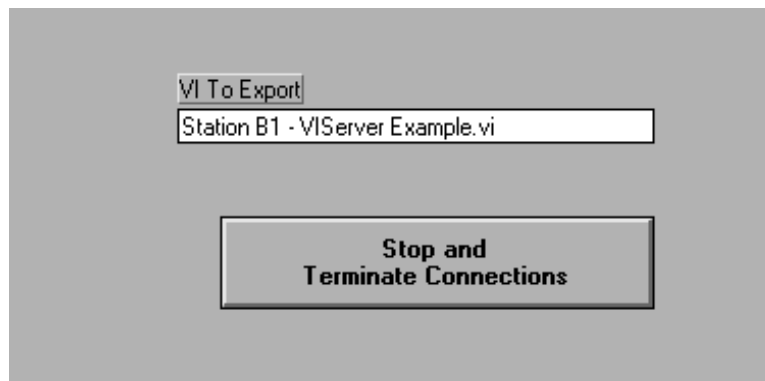 VI To Export
Station B1 - VIServer Example.vi
Stop and
Terminate Connections